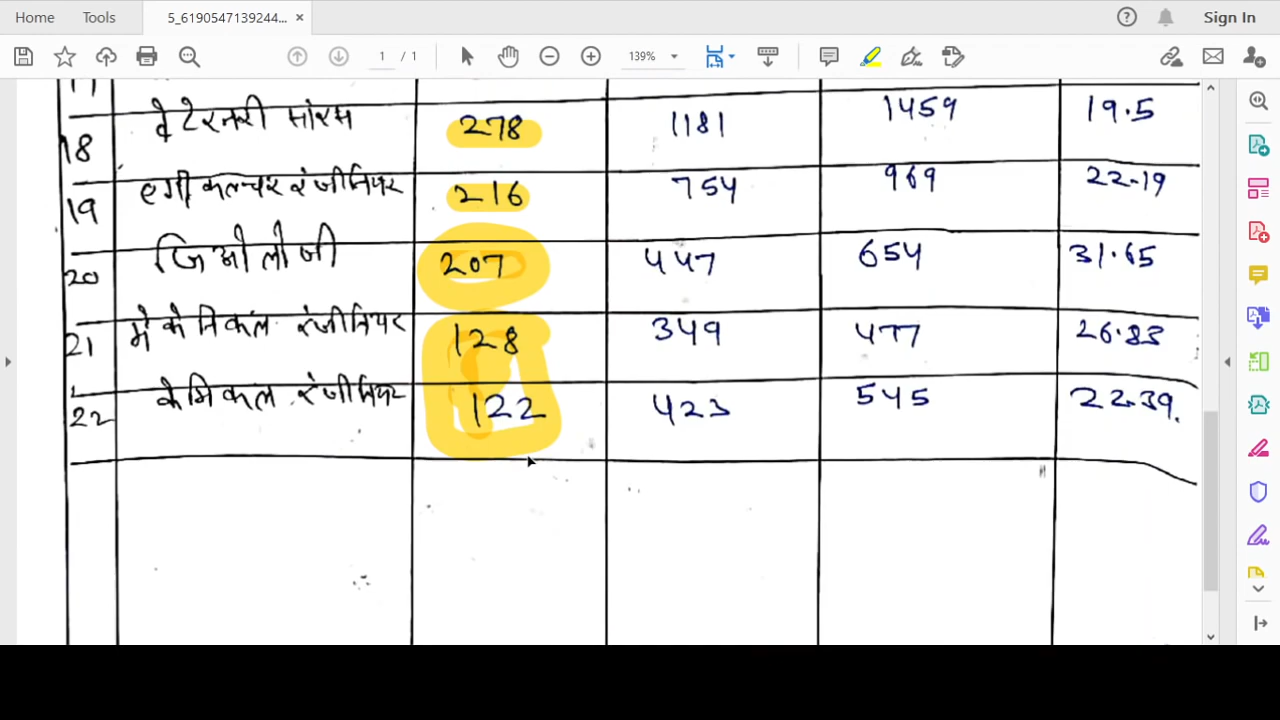 Home Tools 5_6190547139244... × Sign In
1 / 1 139%
17
18 वेटेरनरी सांइस 278 1181 1459 19.5
19 एग्रीकल्चर इंजीनियर 216 754 969 22.19
20 जिओलोजी 207 447 654 31.65
21 मेकेनिकल इंजीनियर 128 349 477 26.83
22 केमिकल इंजीनियर 122 423 545 22.39.